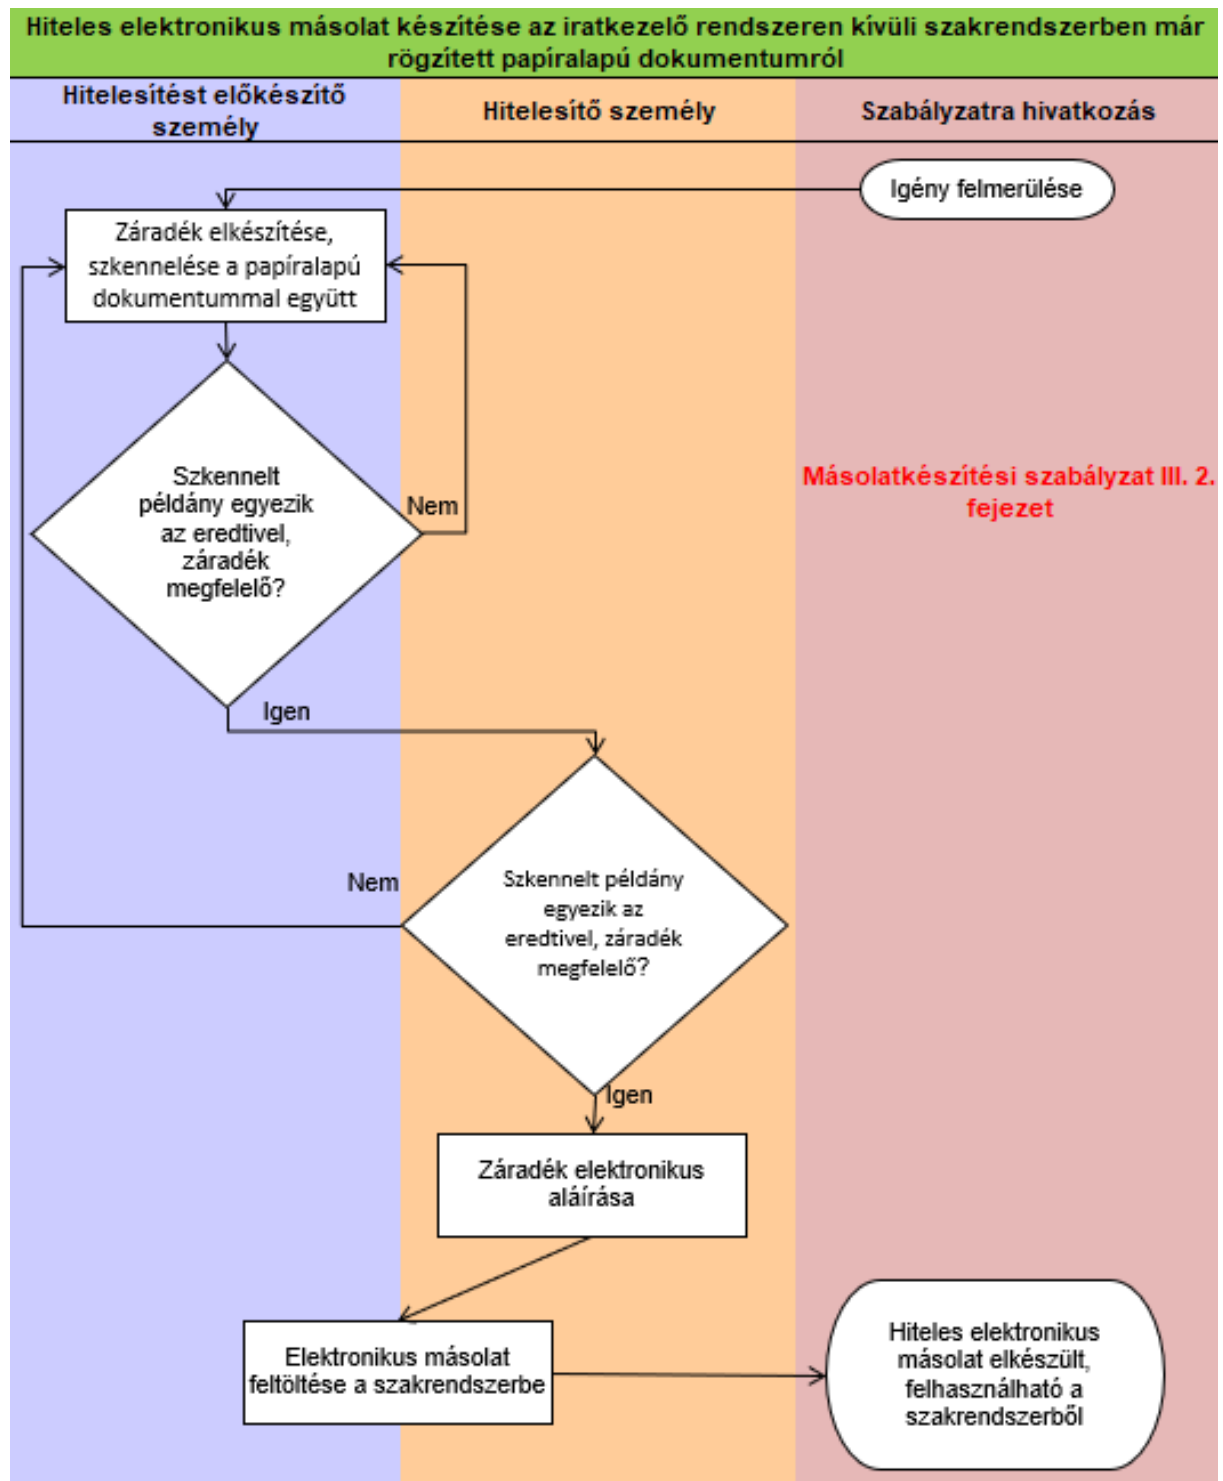 Hiteles elektronikus másolat készítése az iratkezelő rendszeren kívüli szakrendszerben már
rögzített papíralapú dokumentumról
Hitelesítést előkészítő
személy
Hitelesítő személy
Szabályzatra hivatkozás
Igény felmerülése
Záradék elkészítése,
szkennelése a papíralapú
dokumentummal együtt
Szkennelt
példány egyezik
az eredtivel,
záradék
megfelelő?
Nem
Másolatkészítési szabályzat III. 2.
fejezet
Igen
Nem
Szkennelt példány
egyezik az
eredtivel, záradék
megfelelő?
Igen
Záradék elektronikus
aláírása
Elektronikus másolat
feltöltése a szakrendszerbe
Hiteles elektronikus
másolat elkészült,
felhasználható a
szakrendszerből